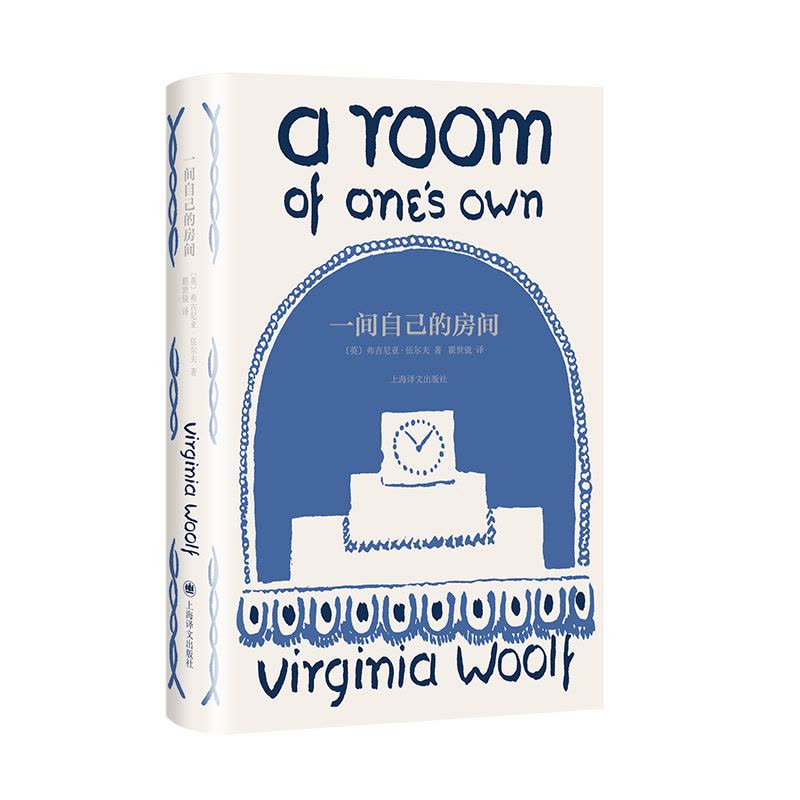 a room
of one's own
一间自己的房间
〔英〕弗吉尼亚·伍尔夫 著 瞿世镜 译
上海译文出版社
virginia woolf
一间自己的房间
〔英〕弗吉尼亚·伍尔夫 著
瞿世镜 译
virginia woolf
上海译文出版社